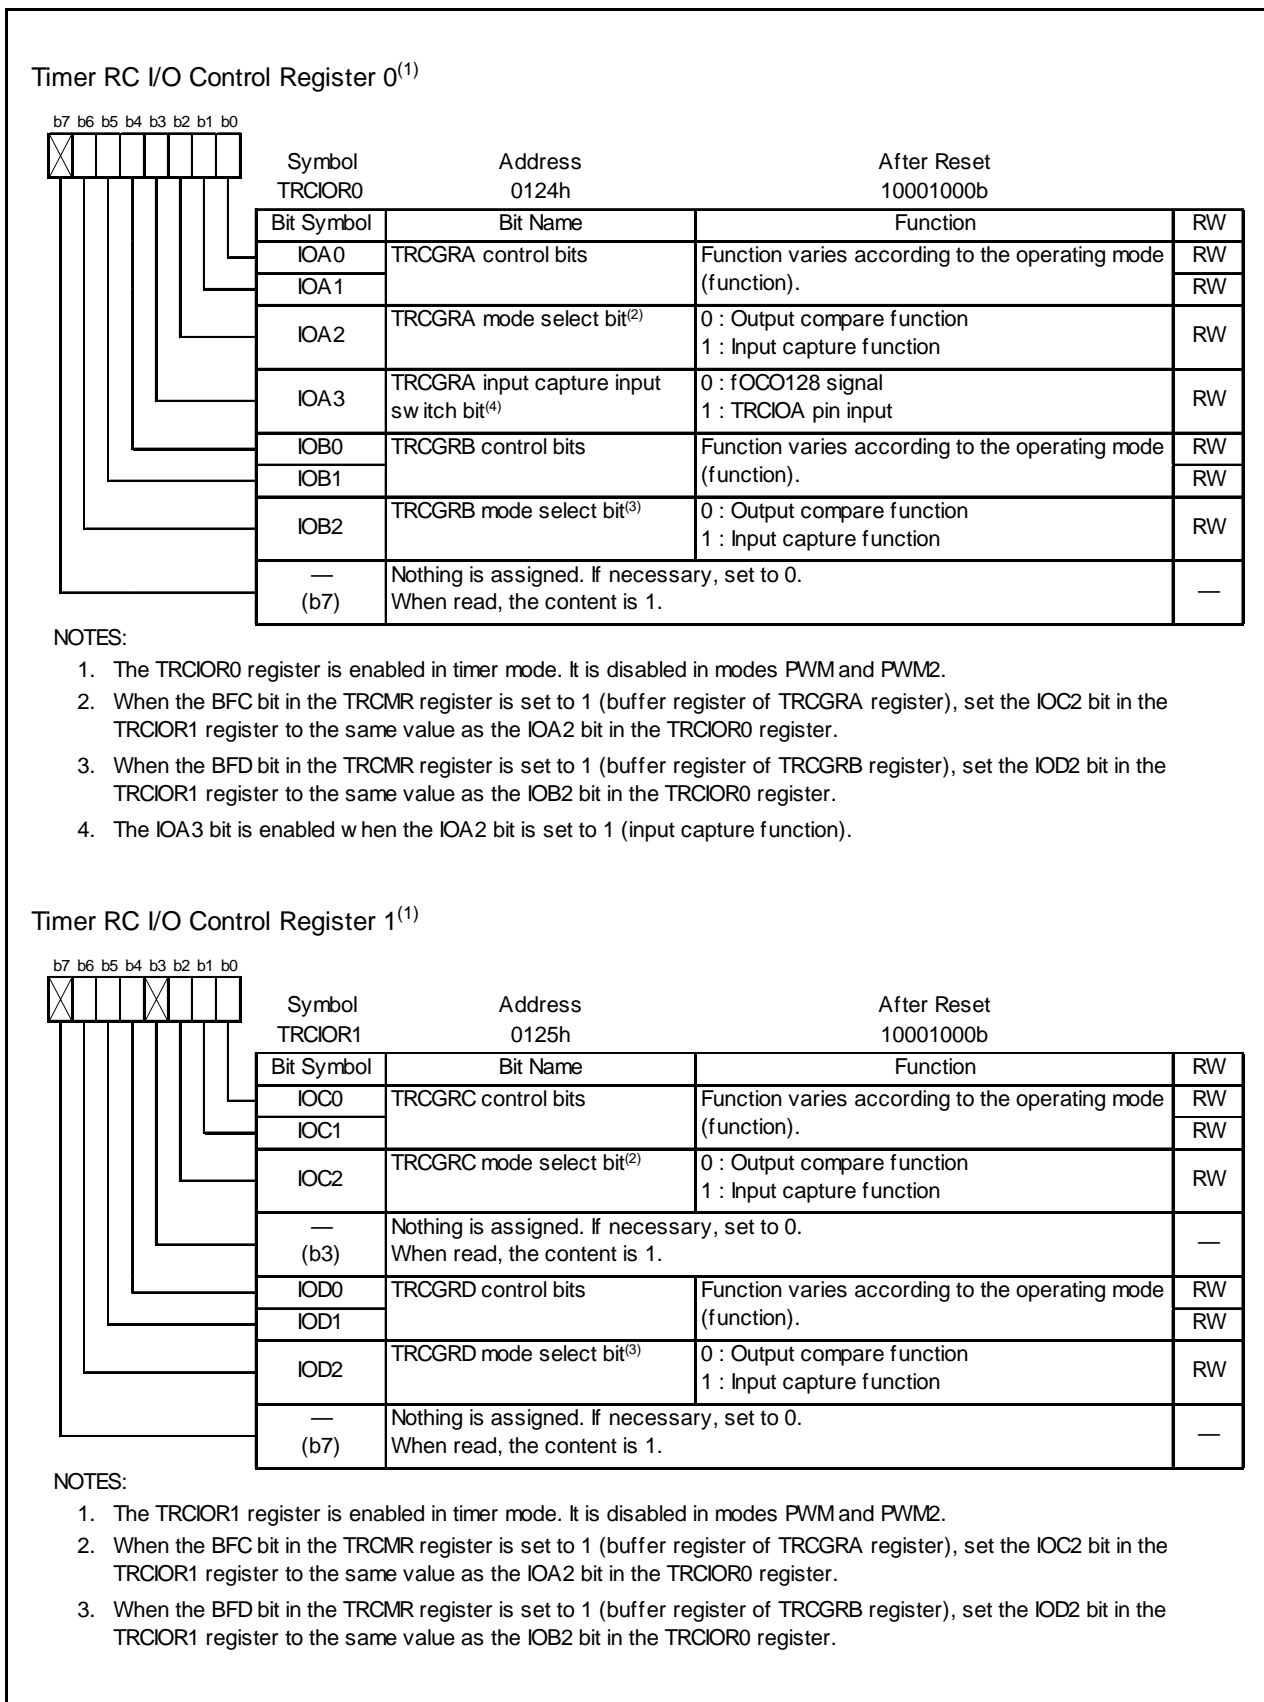 Timer RC I/O Control Register 0(1)
b7 b6 b5 b4 b3 b2 b1 b0
Symbol Address After Reset
TRCIOR0 0124h 10001000b
Bit Symbol Bit Name Function RW
IOA0 TRCGRA control bits Function varies according to the operating mode RW
IOA1 (function). RW
IOA2 TRCGRA mode select bit(2) 0 : Output compare function
1 : Input capture function RW
IOA3 TRCGRA input capture input 0 : fOCO128 signal
switch bit(4) 1 : TRCIOA pin input RW
IOB0 TRCGRB control bits Function varies according to the operating mode RW
IOB1 (function). RW
IOB2 TRCGRB mode select bit(3) 0 : Output compare function
1 : Input capture function RW
— Nothing is assigned. If necessary, set to 0.
(b7) When read, the content is 1. —
NOTES:
1. The TRCIOR0 register is enabled in timer mode. It is disabled in modes PWM and PWM2.
2. When the BFC bit in the TRCMR register is set to 1 (buffer register of TRCGRA register), set the IOC2 bit in the
TRCIOR1 register to the same value as the IOA2 bit in the TRCIOR0 register.
3. When the BFD bit in the TRCMR register is set to 1 (buffer register of TRCGRB register), set the IOD2 bit in the
TRCIOR1 register to the same value as the IOB2 bit in the TRCIOR0 register.
4. The IOA3 bit is enabled when the IOA2 bit is set to 1 (input capture function).
Timer RC I/O Control Register 1(1)
b7 b6 b5 b4 b3 b2 b1 b0
Symbol Address After Reset
TRCIOR1 0125h 10001000b
Bit Symbol Bit Name Function RW
IOC0 TRCGRC control bits Function varies according to the operating mode RW
IOC1 (function). RW
IOC2 TRCGRC mode select bit(2) 0 : Output compare function
1 : Input capture function RW
— Nothing is assigned. If necessary, set to 0.
(b3) When read, the content is 1. —
IOD0 TRCGRD control bits Function varies according to the operating mode RW
IOD1 (function). RW
IOD2 TRCGRD mode select bit(3) 0 : Output compare function
1 : Input capture function RW
— Nothing is assigned. If necessary, set to 0.
(b7) When read, the content is 1. —
NOTES:
1. The TRCIOR1 register is enabled in timer mode. It is disabled in modes PWM and PWM2.
2. When the BFC bit in the TRCMR register is set to 1 (buffer register of TRCGRA register), set the IOC2 bit in the
TRCIOR1 register to the same value as the IOA2 bit in the TRCIOR0 register.
3. When the BFD bit in the TRCMR register is set to 1 (buffer register of TRCGRB register), set the IOD2 bit in the
TRCIOR1 register to the same value as the IOB2 bit in the TRCIOR0 register.